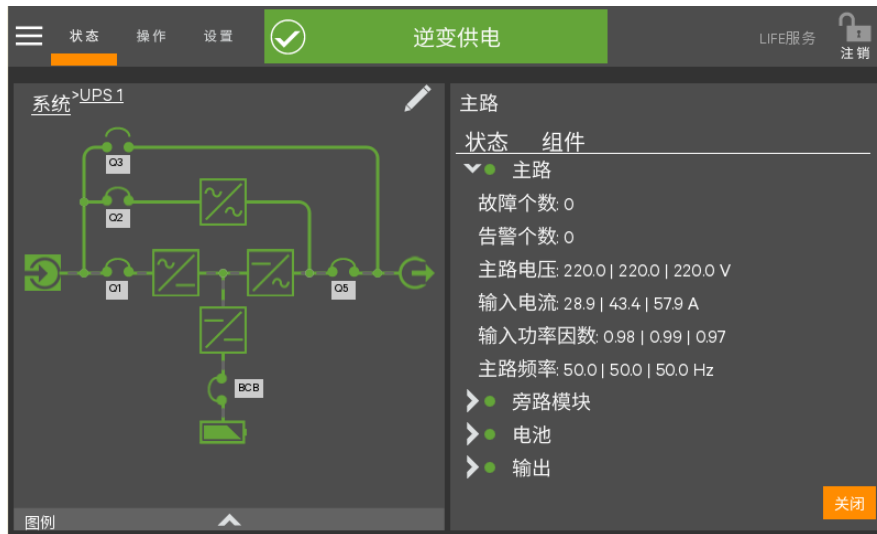 状态 操作 设置 逆变供电 LIFE服务 注销
系统>UPS 1
Q3
Q2
Q1
Q5
BCB
图例
主路
状态 组件
主路
故障个数: 0
告警个数: 0
主路电压: 220.0 | 220.0 | 220.0 V
输入电流: 28.9 | 43.4 | 57.9 A
输入功率因数: 0.98 | 0.99 | 0.97
主路频率: 50.0 | 50.0 | 50.0 Hz
旁路模块
电池
输出
关闭